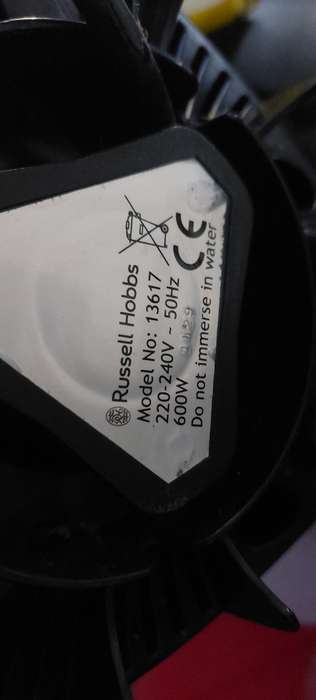 Russell Hobbs
Model No: 13617
220-240V ~ 50Hz
600W
Do not immerse in water
CE